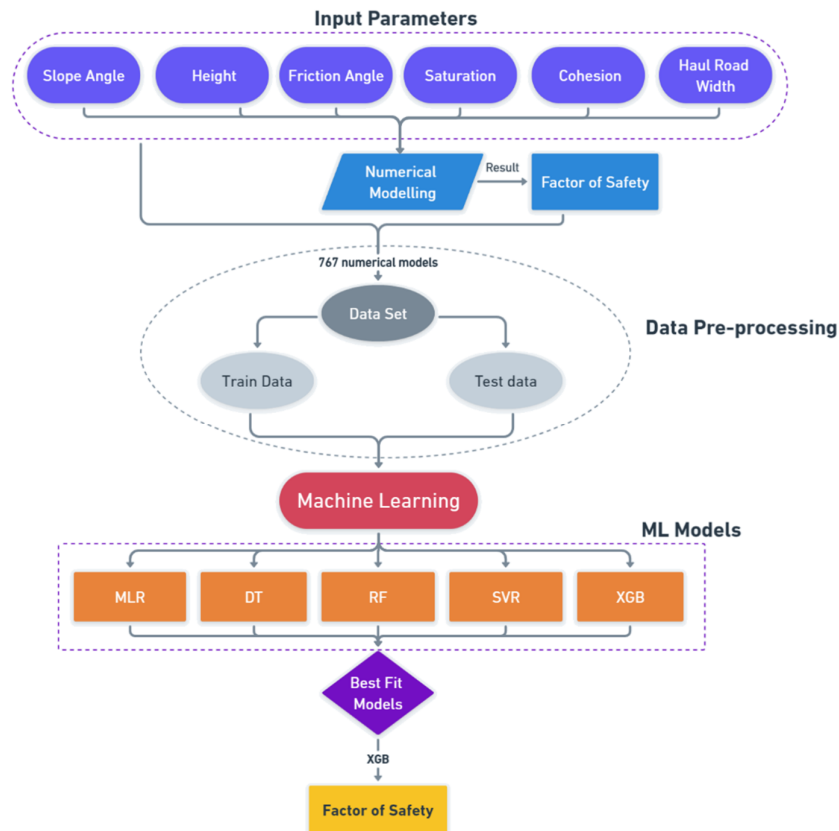 Input Parameters
Slope Angle
Height
Friction Angle
Saturation
Cohesion
Haul Road
Width
Numerical
Modelling
Result
Factor of Safety
767 numerical models
Data Set
Data Pre-processing
Train Data
Test data
Machine Learning
ML Models
MLR
DT
RF
SVR
XGB
Best Fit
Models
XGB
Factor of Safety